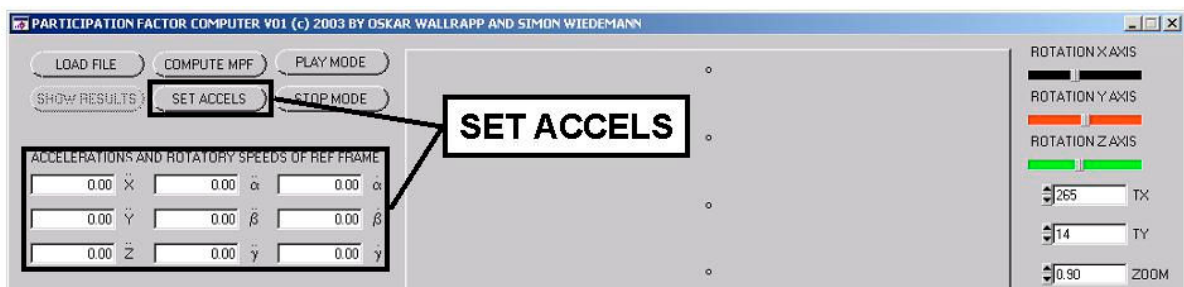 PARTICIPATION FACTOR COMPUTER V01 (c) 2003 BY OSKAR WALLRAPP AND SIMON WIEDEMANN
LOAD FILE COMPUTE MPF PLAY MODE
SHOW RESULTS SET ACCELS STOP MODE
SET ACCELS
ACCELERATIONS AND ROTATORY SPEEDS OF REF FRAME
0.00 Ẍ 0.00 α̈ 0.00 α̇
0.00 Ÿ 0.00 β̈ 0.00 β̇
0.00 Z̈ 0.00 γ̈ 0.00 γ̇
ROTATION X AXIS
ROTATION Y AXIS
ROTATION Z AXIS
265 TX
14 TY
0.90 ZOOM